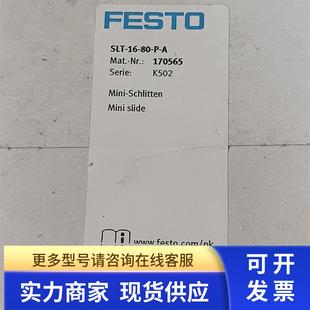 FESTO
SLT-16-80-P-A
Mat.-Nr.: 170565
Serie: K502
Mini-Schlitten
Mini slide
www.festo.com/pk
更多型号请咨询在线客服
实力商家 现货供应
可开
发票